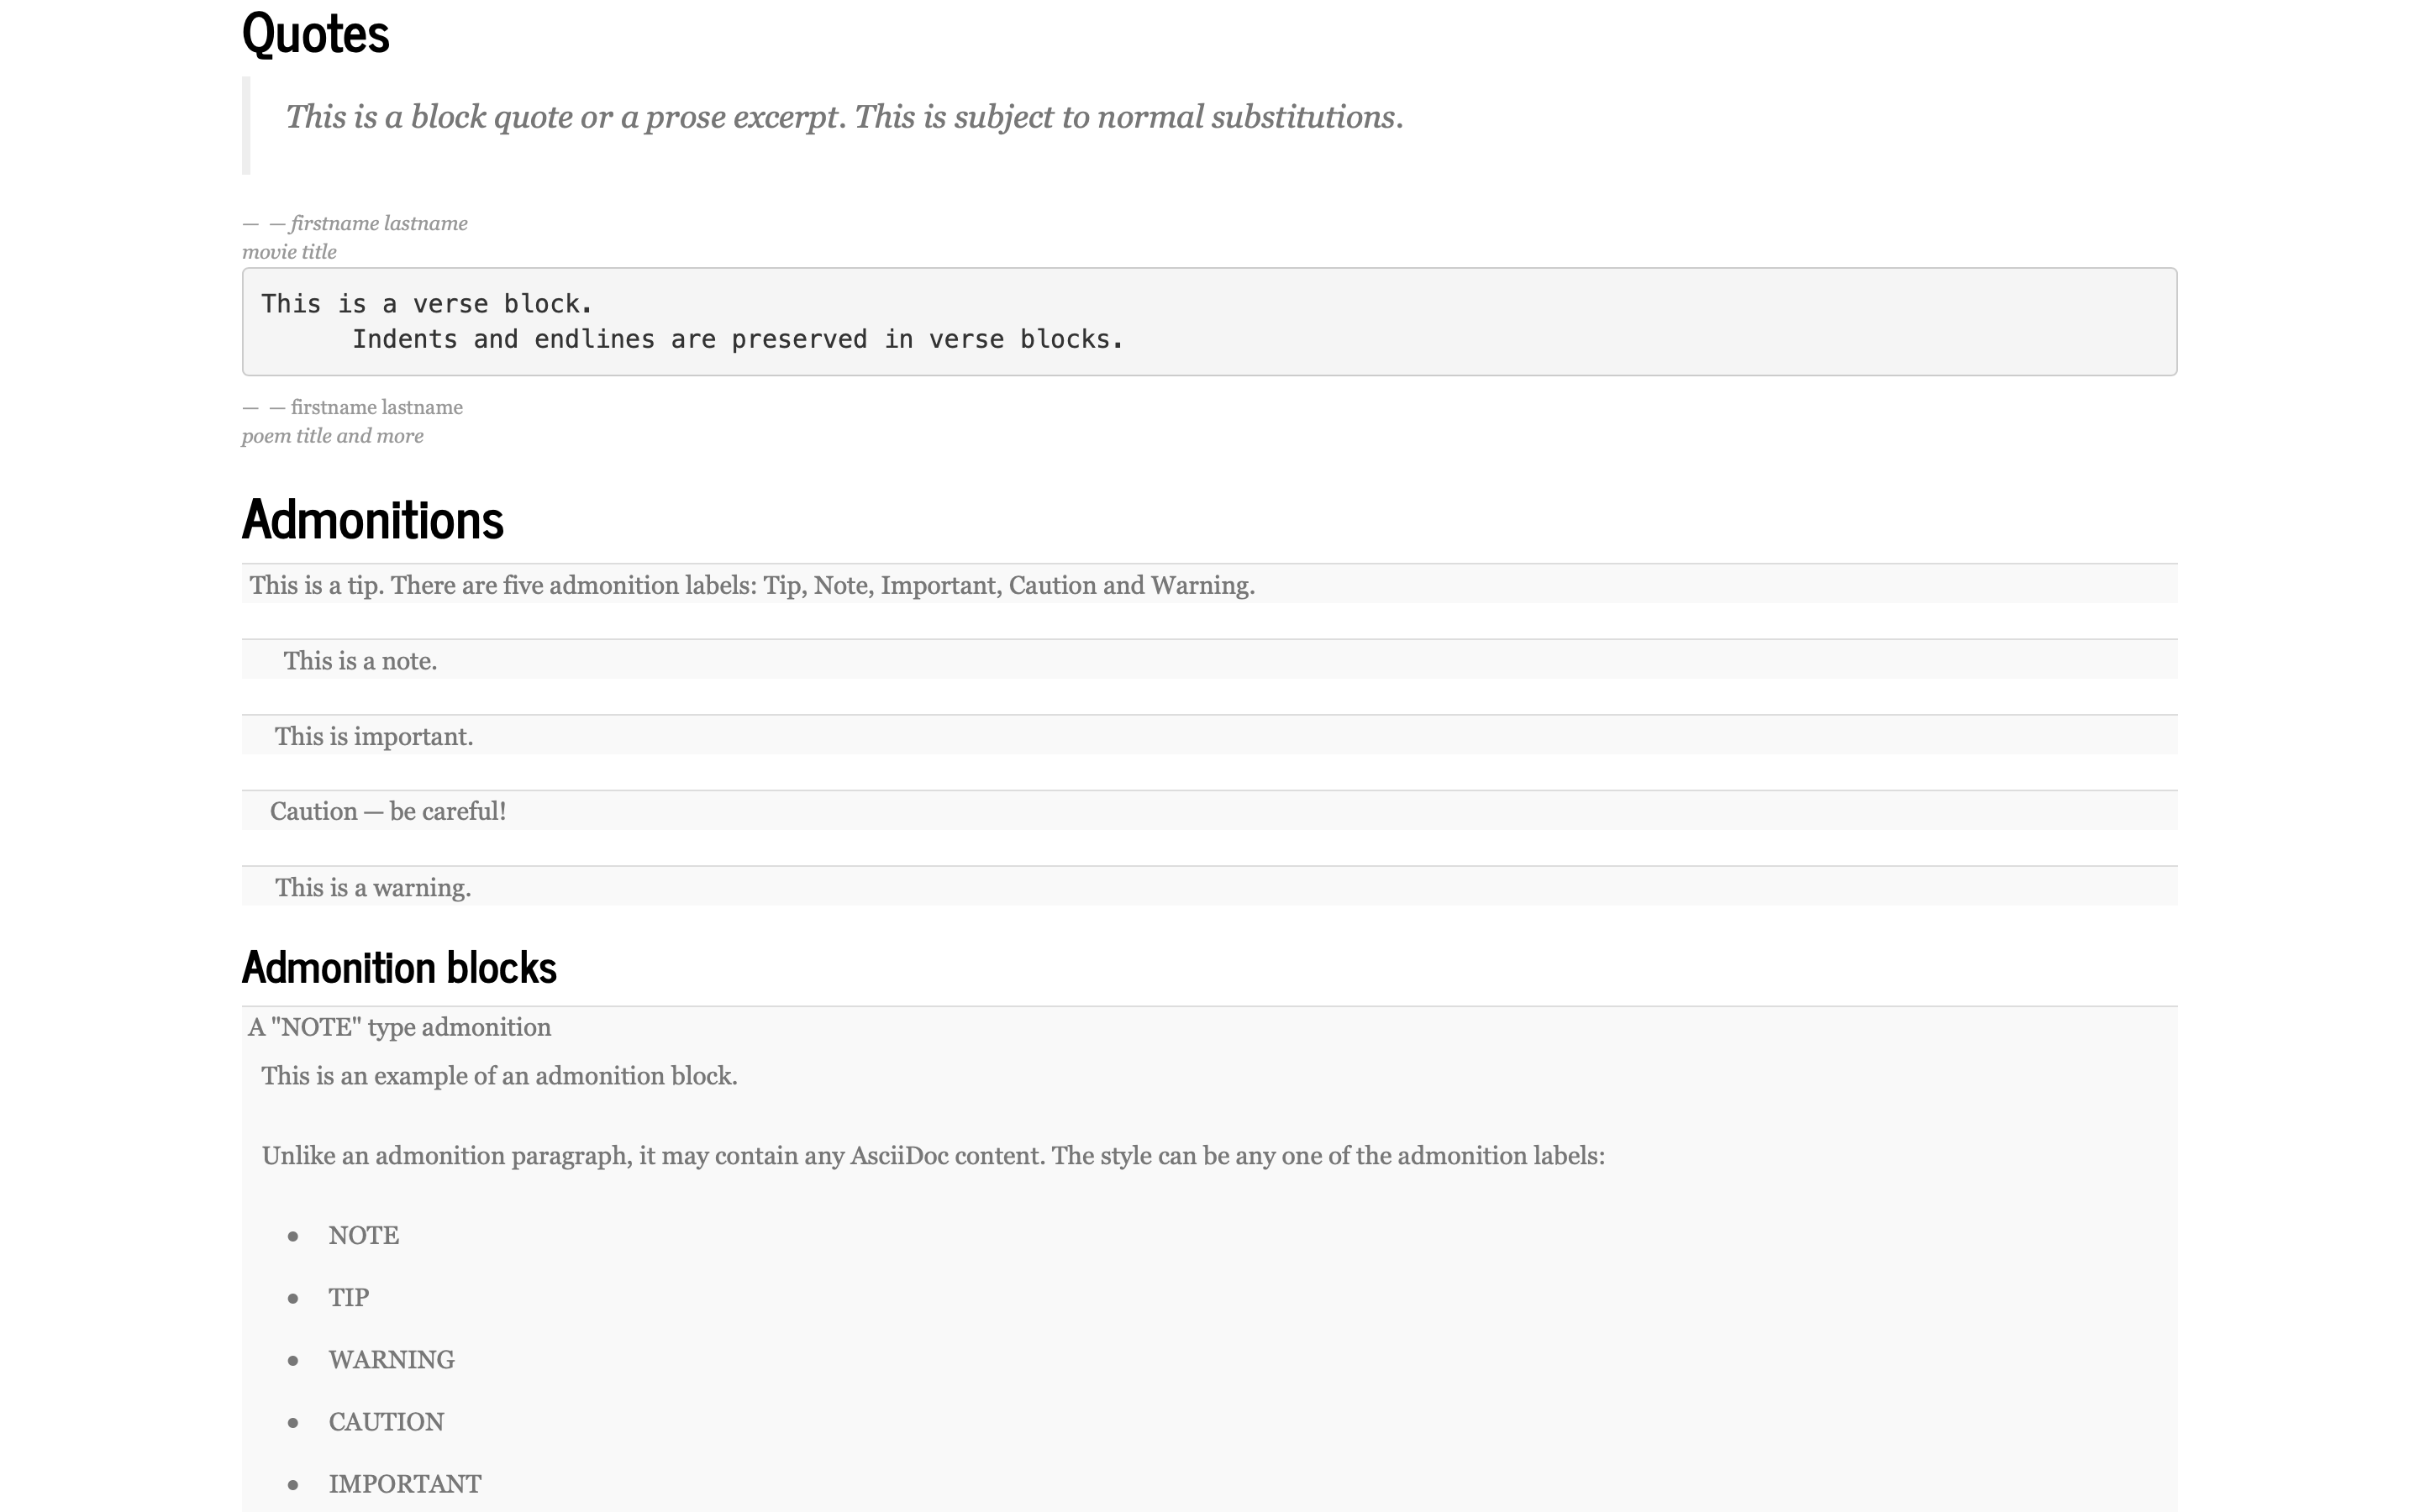 Quotes
This is a block quote or a prose excerpt. This is subject to normal substitutions.
— — firstname lastname
movie title
This is a verse block.
      Indents and endlines are preserved in verse blocks.
— — firstname lastname
poem title and more
Admonitions
This is a tip. There are five admonition labels: Tip, Note, Important, Caution and Warning.
This is a note.
This is important.
Caution — be careful!
This is a warning.
Admonition blocks
A "NOTE" type admonition
This is an example of an admonition block.
Unlike an admonition paragraph, it may contain any AsciiDoc content. The style can be any one of the admonition labels:
• NOTE
• TIP
• WARNING
• CAUTION
• IMPORTANT